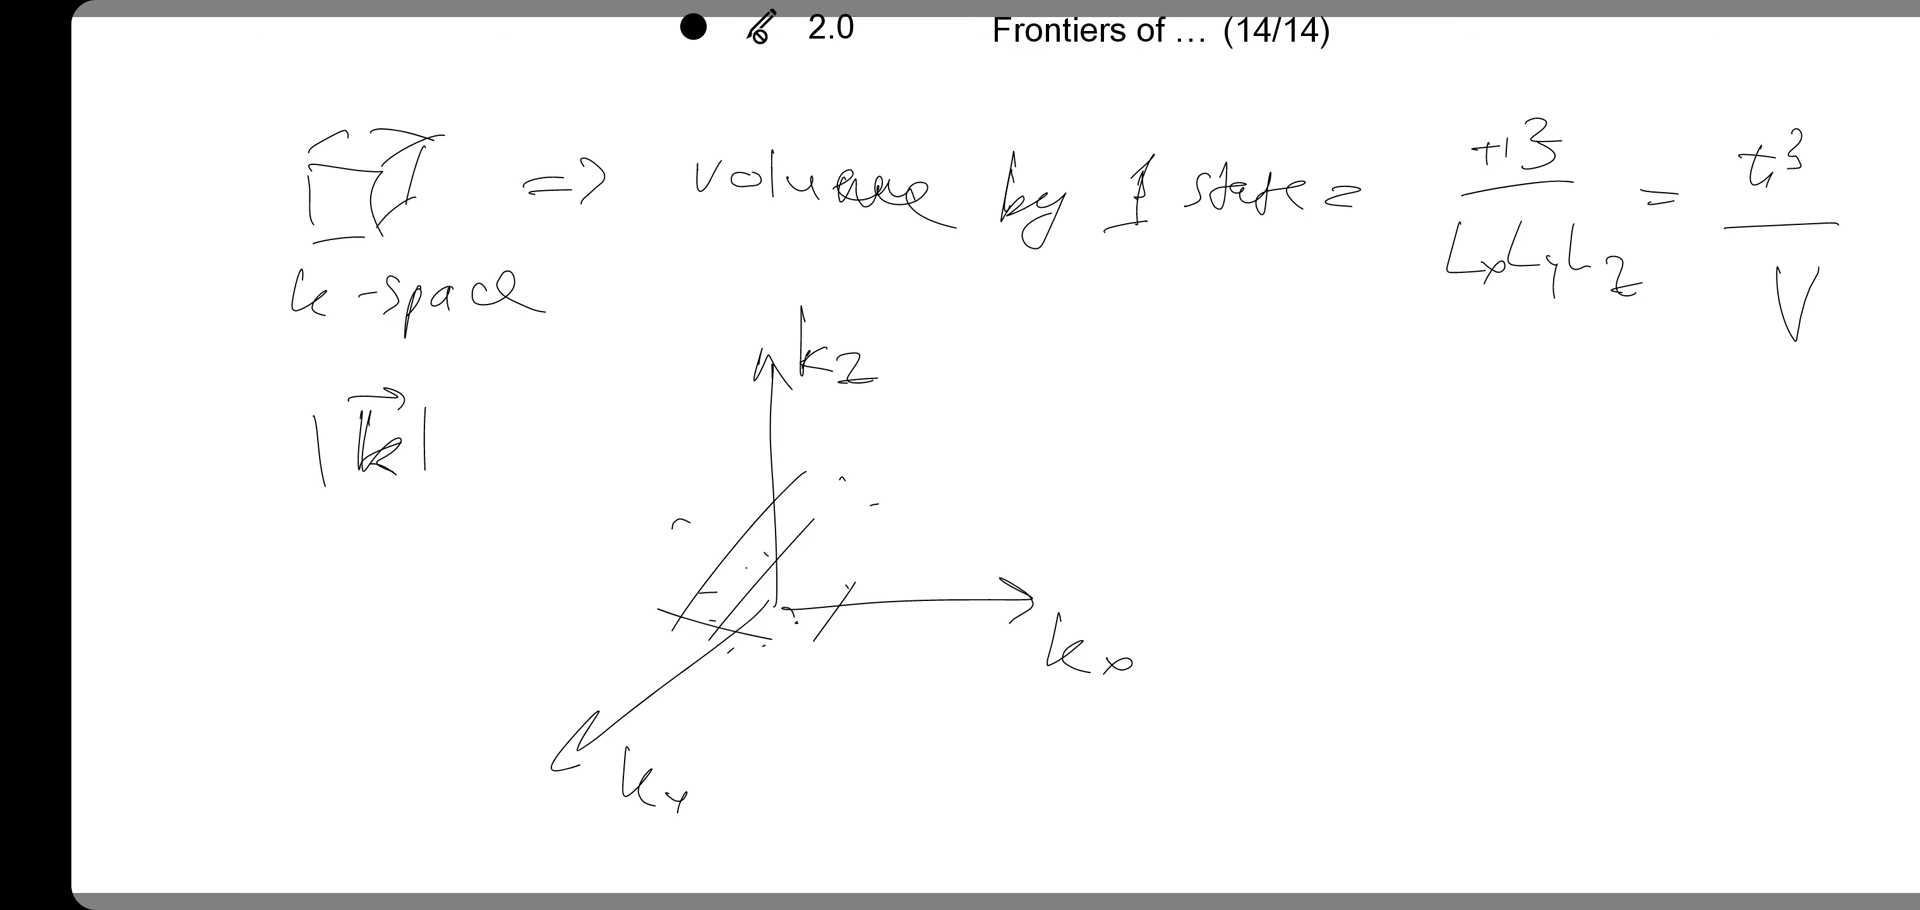 2.0 Frontiers of ... (14/14)
=> volume by 1 state = π³/LxLyLz = π³/V
k-space
kz
|k⃗|
kx
ky